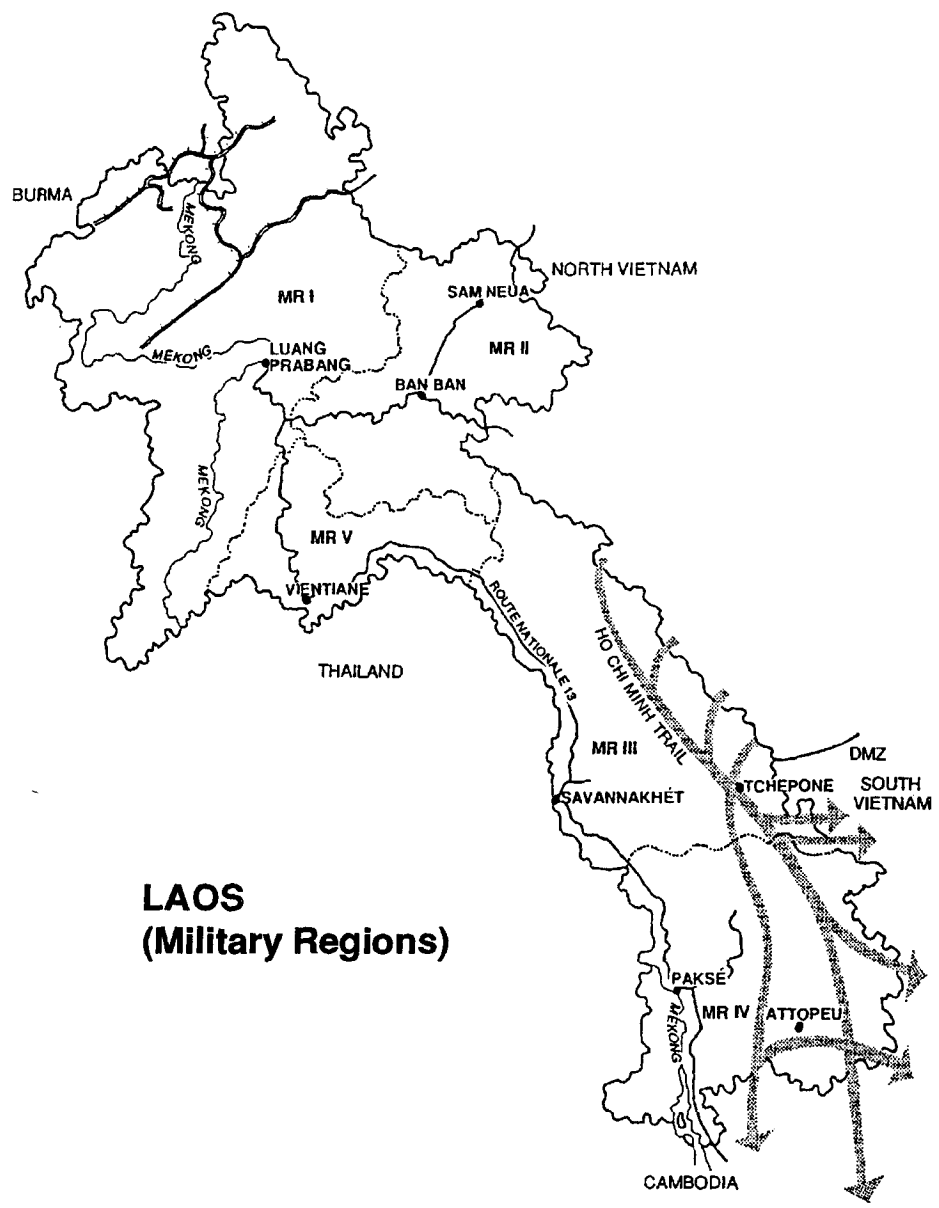 BURMA
MEKONG
NORTH VIETNAM
SAM NEUA
MR I
MR II
MEKONG
LUANG
PRABANG
BAN BAN
MEKONG
MR V
VIENTIANE
ROUTE NATIONALE 13
THAILAND
HO CHI MINH TRAIL
MR III
DMZ
TCHEPONE
SOUTH
VIETNAM
SAVANNAKHÉT
LAOS
(Military Regions)
PAKSÉ
MR IV
ATTOPEU
MEKONG
CAMBODIA